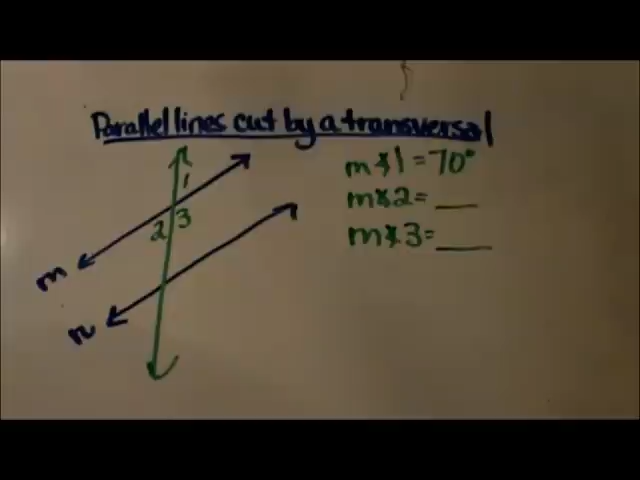 Parallel lines cut by a transversal
m∡1 = 70°
m∡2 = ___
m∡3 = ___
1
2 3
m
n